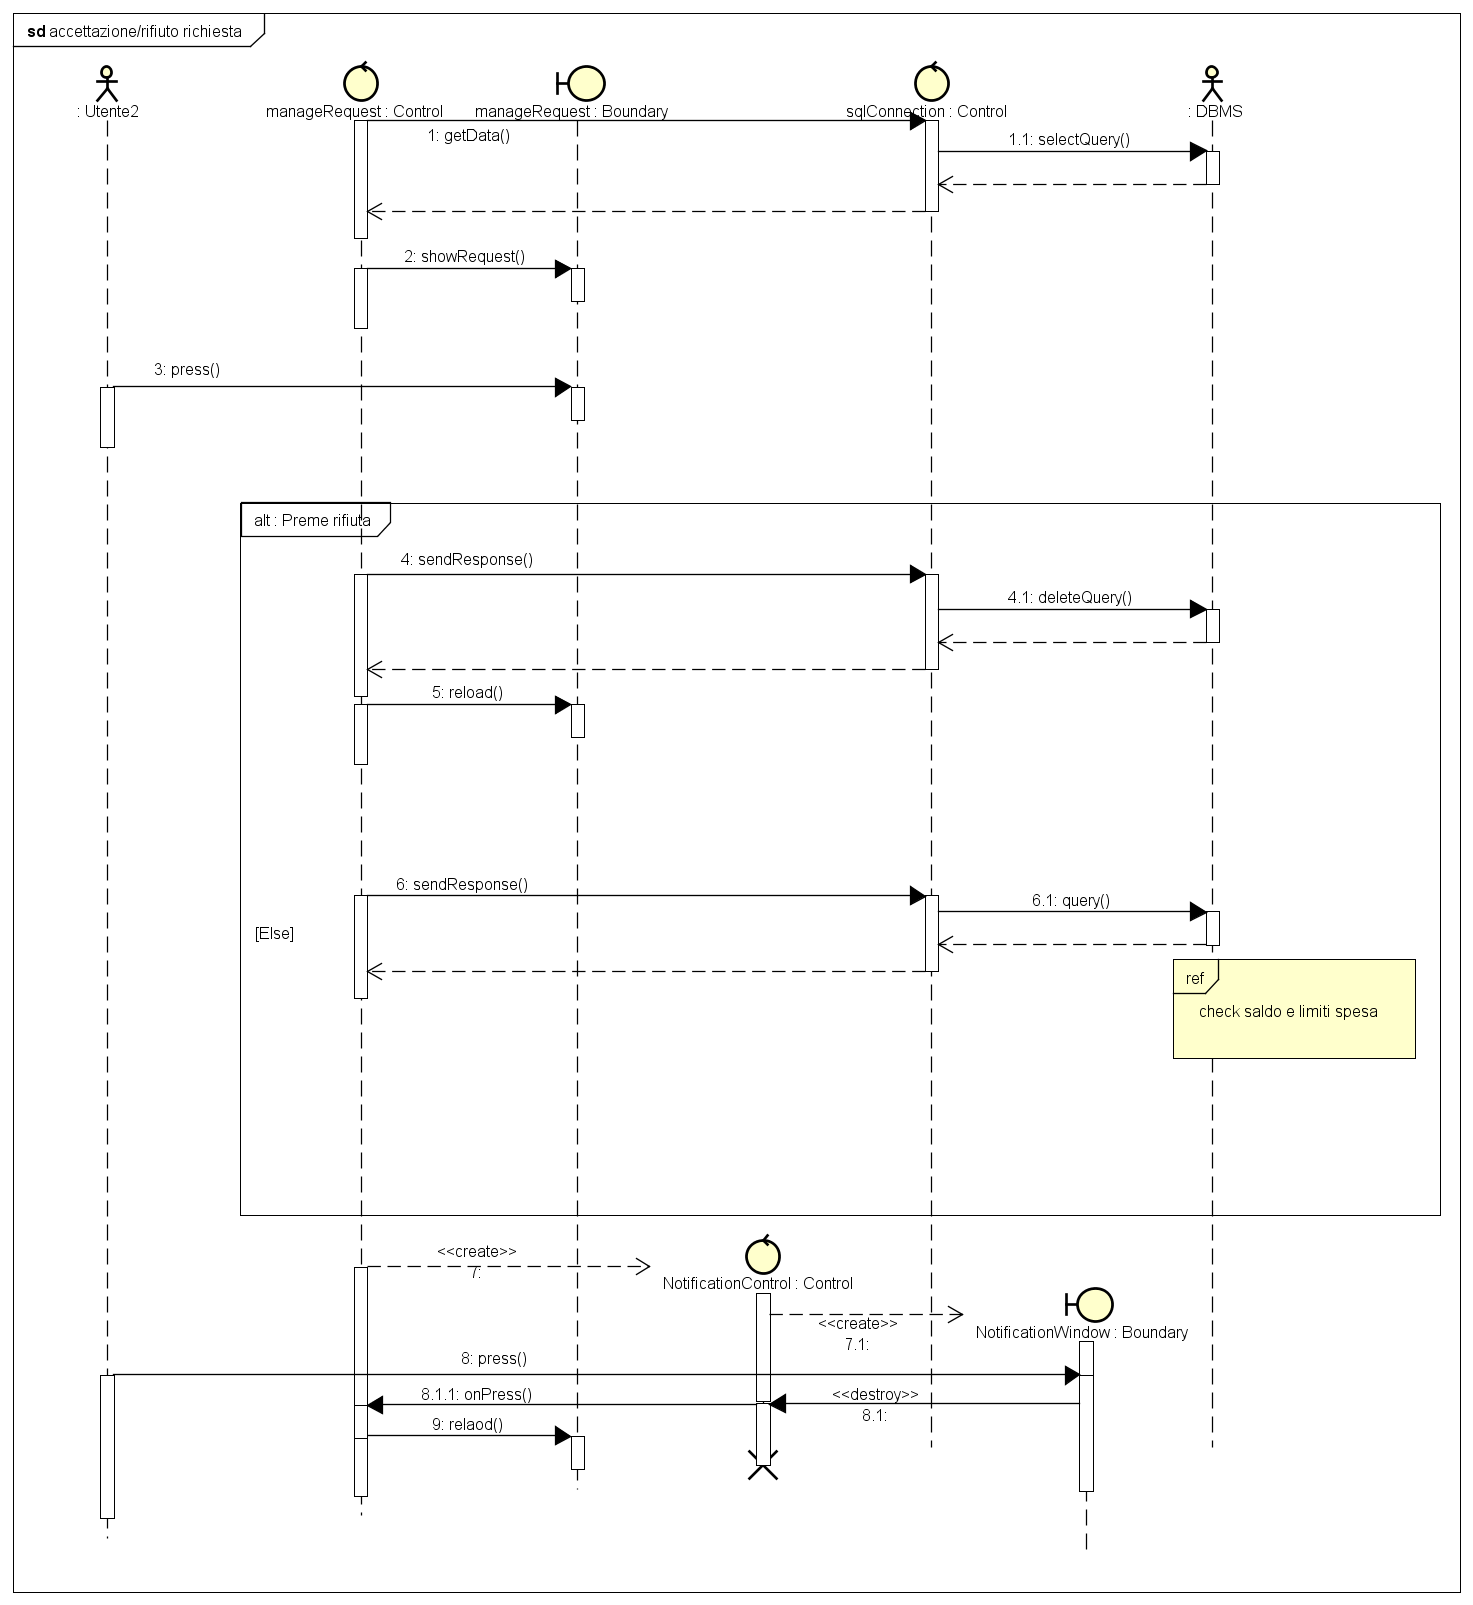 sd accettazione/rifiuto richiesta
: Utente2
manageRequest : Control
manageRequest : Boundary
sqlConnection : Control
: DBMS
1: getData()
1.1: selectQuery()
2: showRequest()
3: press()
alt : Preme rifiuta
4: sendResponse()
4.1: deleteQuery()
5: reload()
6: sendResponse()
6.1: query()
[Else]
ref
check saldo e limiti spesa
<<create>>
7:
NotificationControl : Control
<<create>>
7.1:
NotificationWindow : Boundary
8: press()
8.1.1: onPress()
<<destroy>>
8.1:
9: relaod()